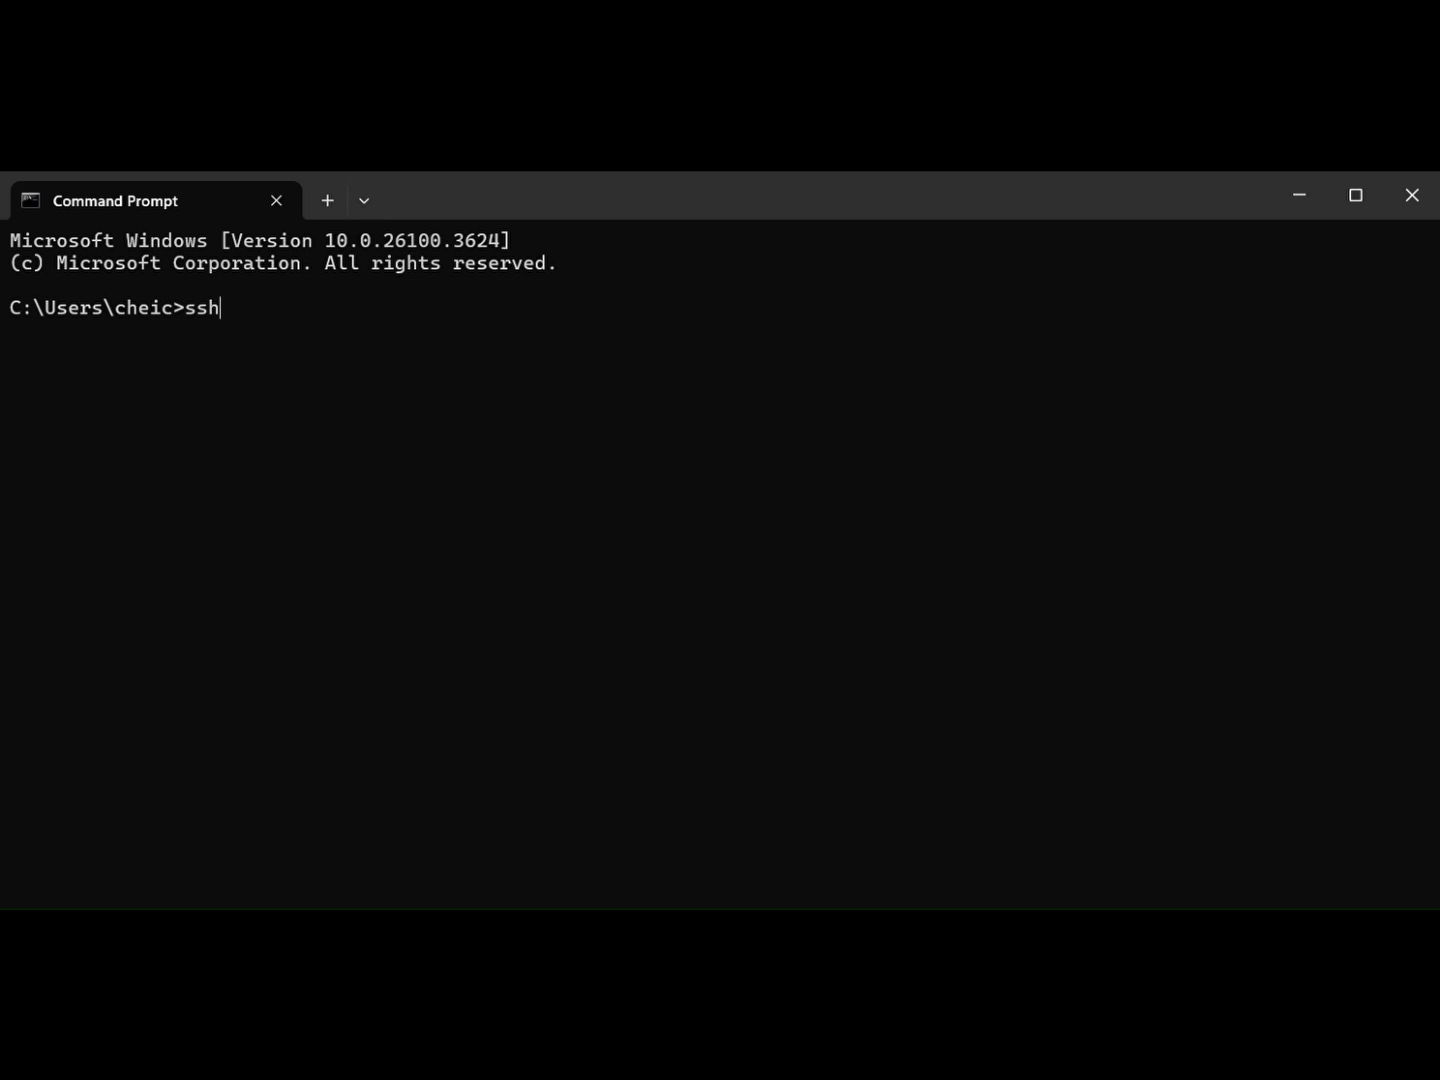 Command Prompt
Microsoft Windows [Version 10.0.26100.3624]
(c) Microsoft Corporation. All rights reserved.
C:\Users\cheic>ssh